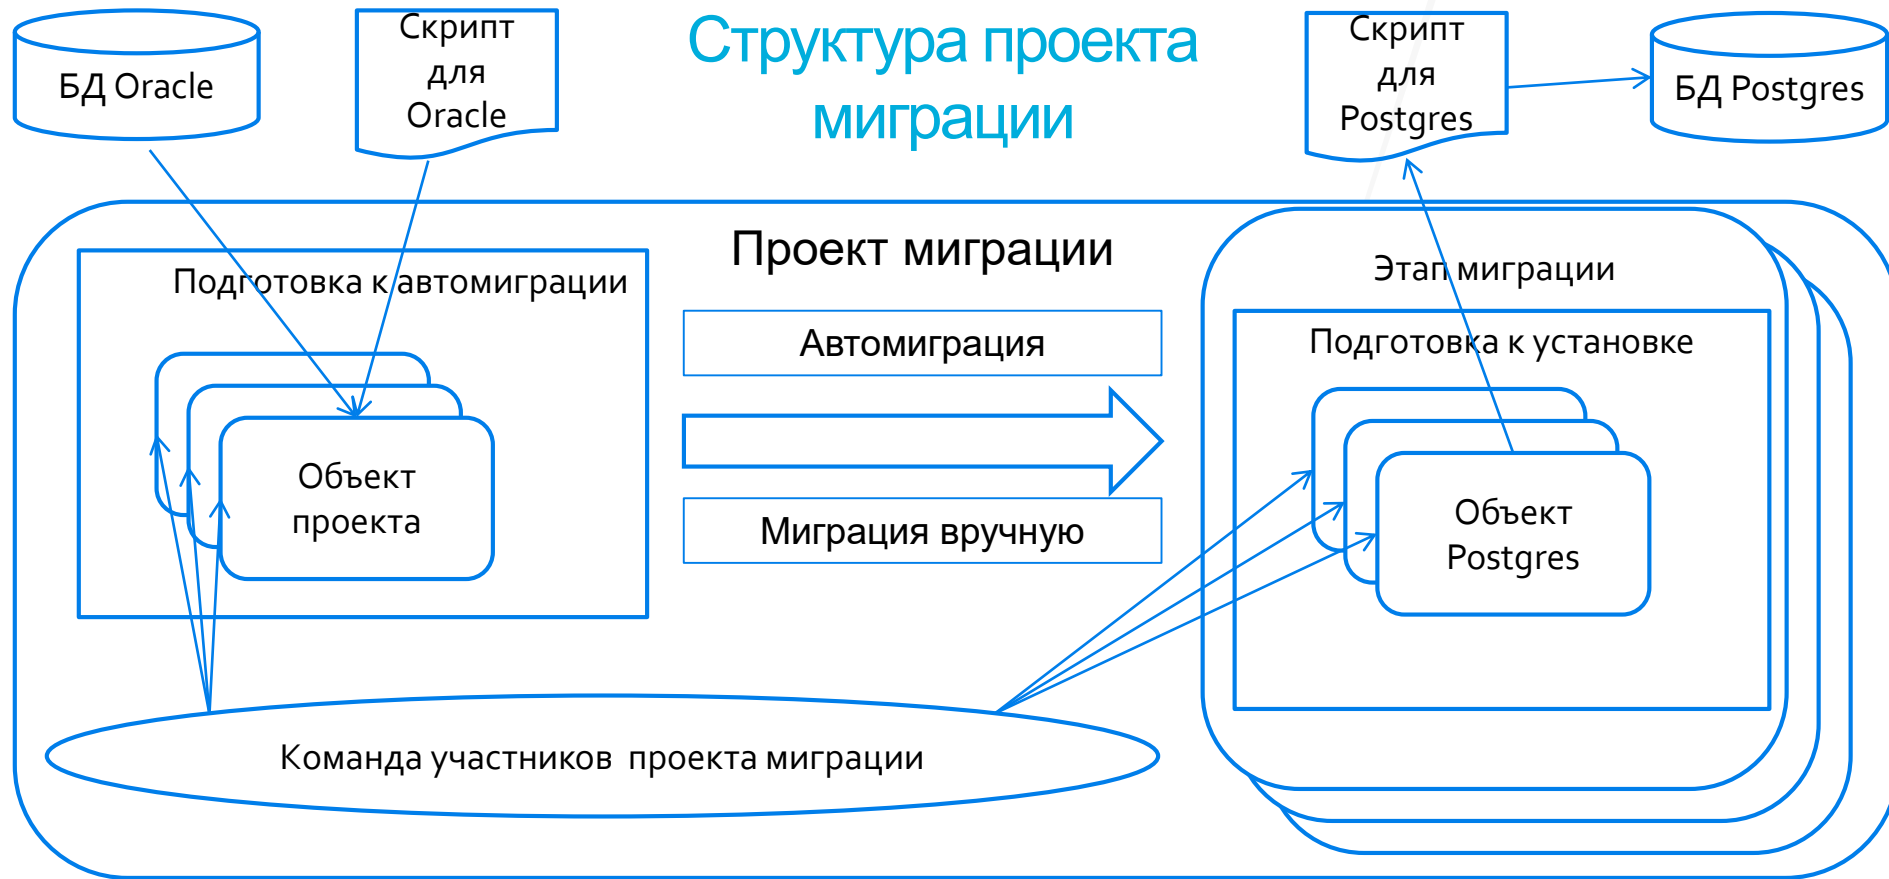 Структура проекта
миграции
БД Oracle
Скрипт
для
Oracle
Скрипт
для
Postgres
БД Postgres
Проект миграции
Подготовка к автомиграции
Объект
проекта
Автомиграция
Миграция вручную
Этап миграции
Подготовка к установке
Объект
Postgres
Команда участников проекта миграции